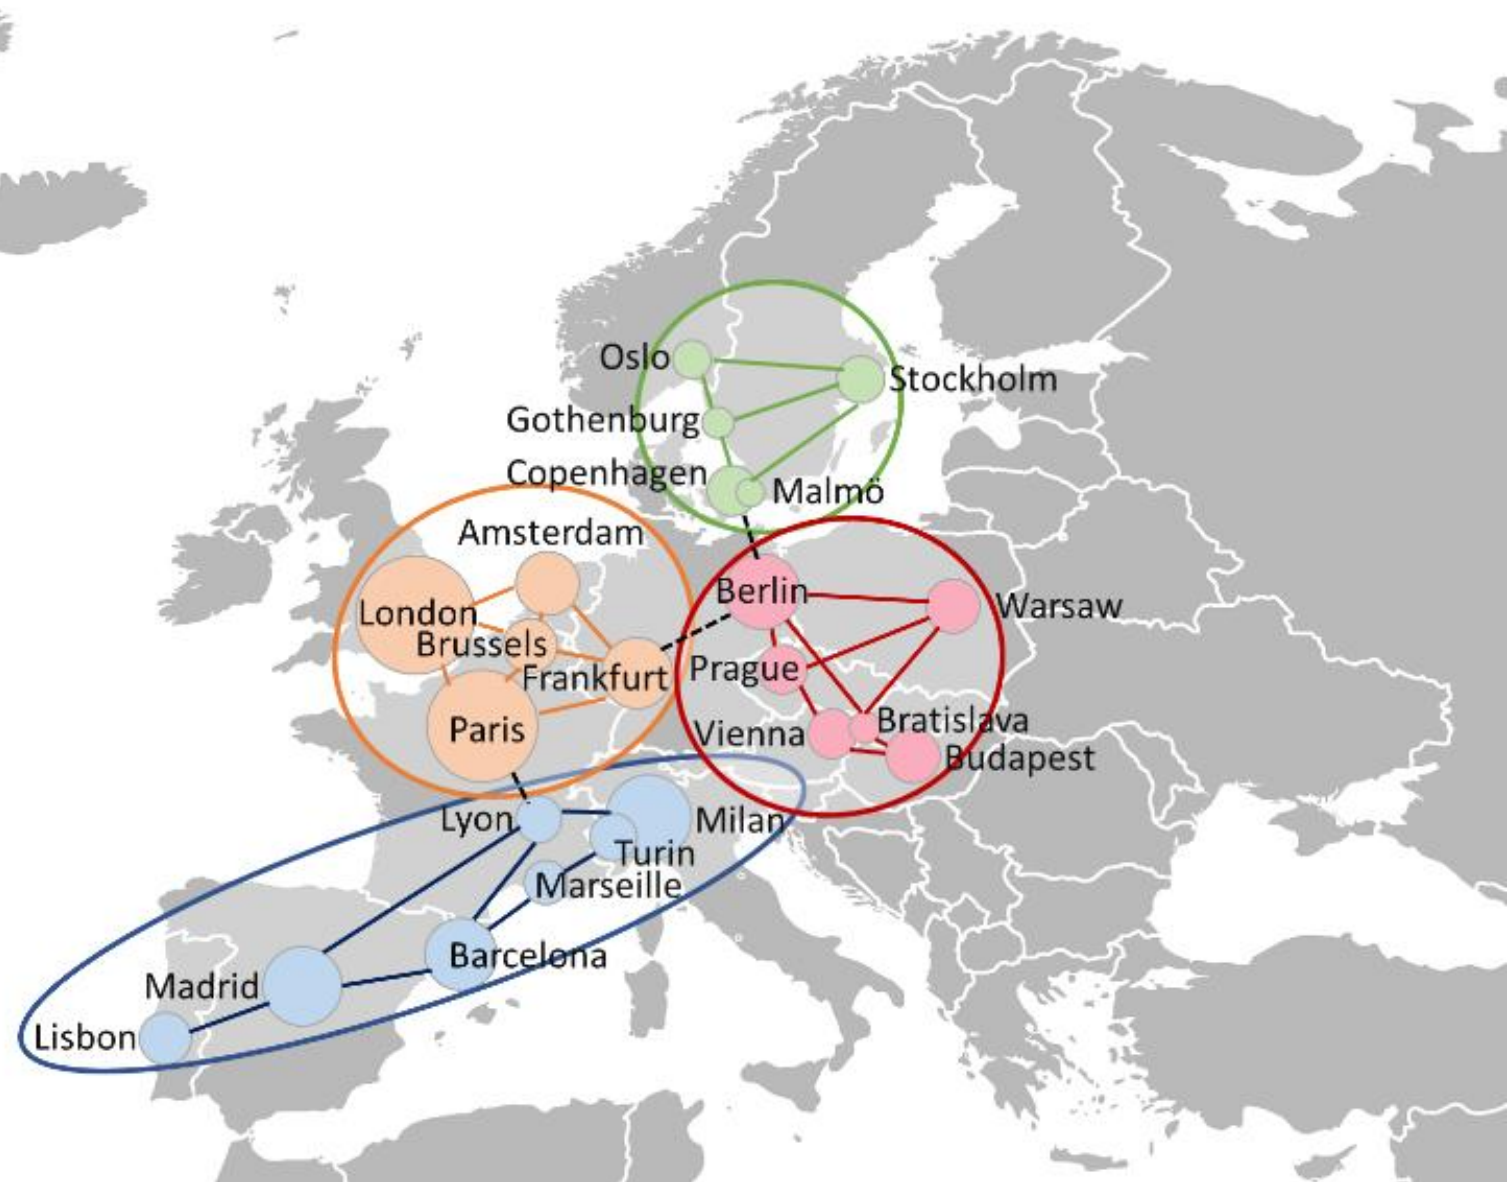 Oslo
Stockholm
Gothenburg
Copenhagen
Malmö
Amsterdam
London
Brussels
Frankfurt
Paris
Berlin
Warsaw
Prague
Vienna
Bratislava
Budapest
Lyon
Milan
Turin
Marseille
Barcelona
Madrid
Lisbon